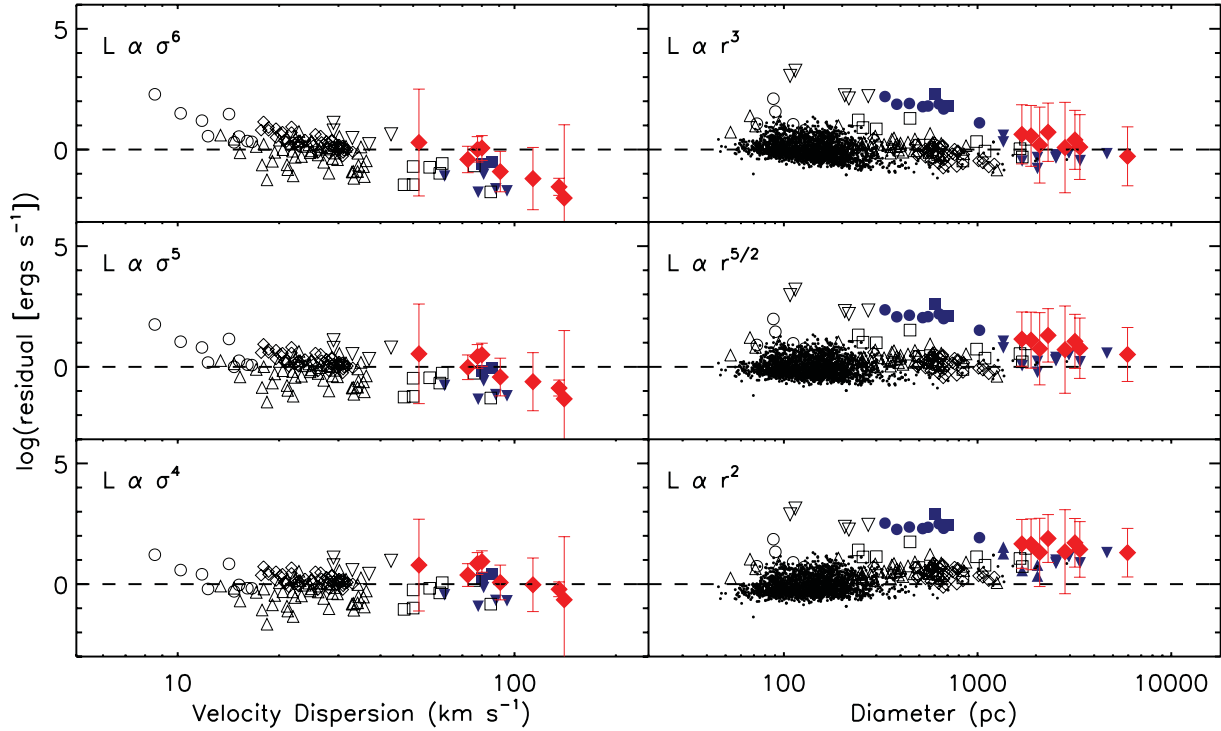 5
0
L α σ⁶
L α r³
5
0
L α σ⁵
L α r⁵/²
5
0
L α σ⁴
L α r²
log(residual [ergs s⁻¹])
10 100
100 1000 10000
Velocity Dispersion (km s⁻¹)
Diameter (pc)